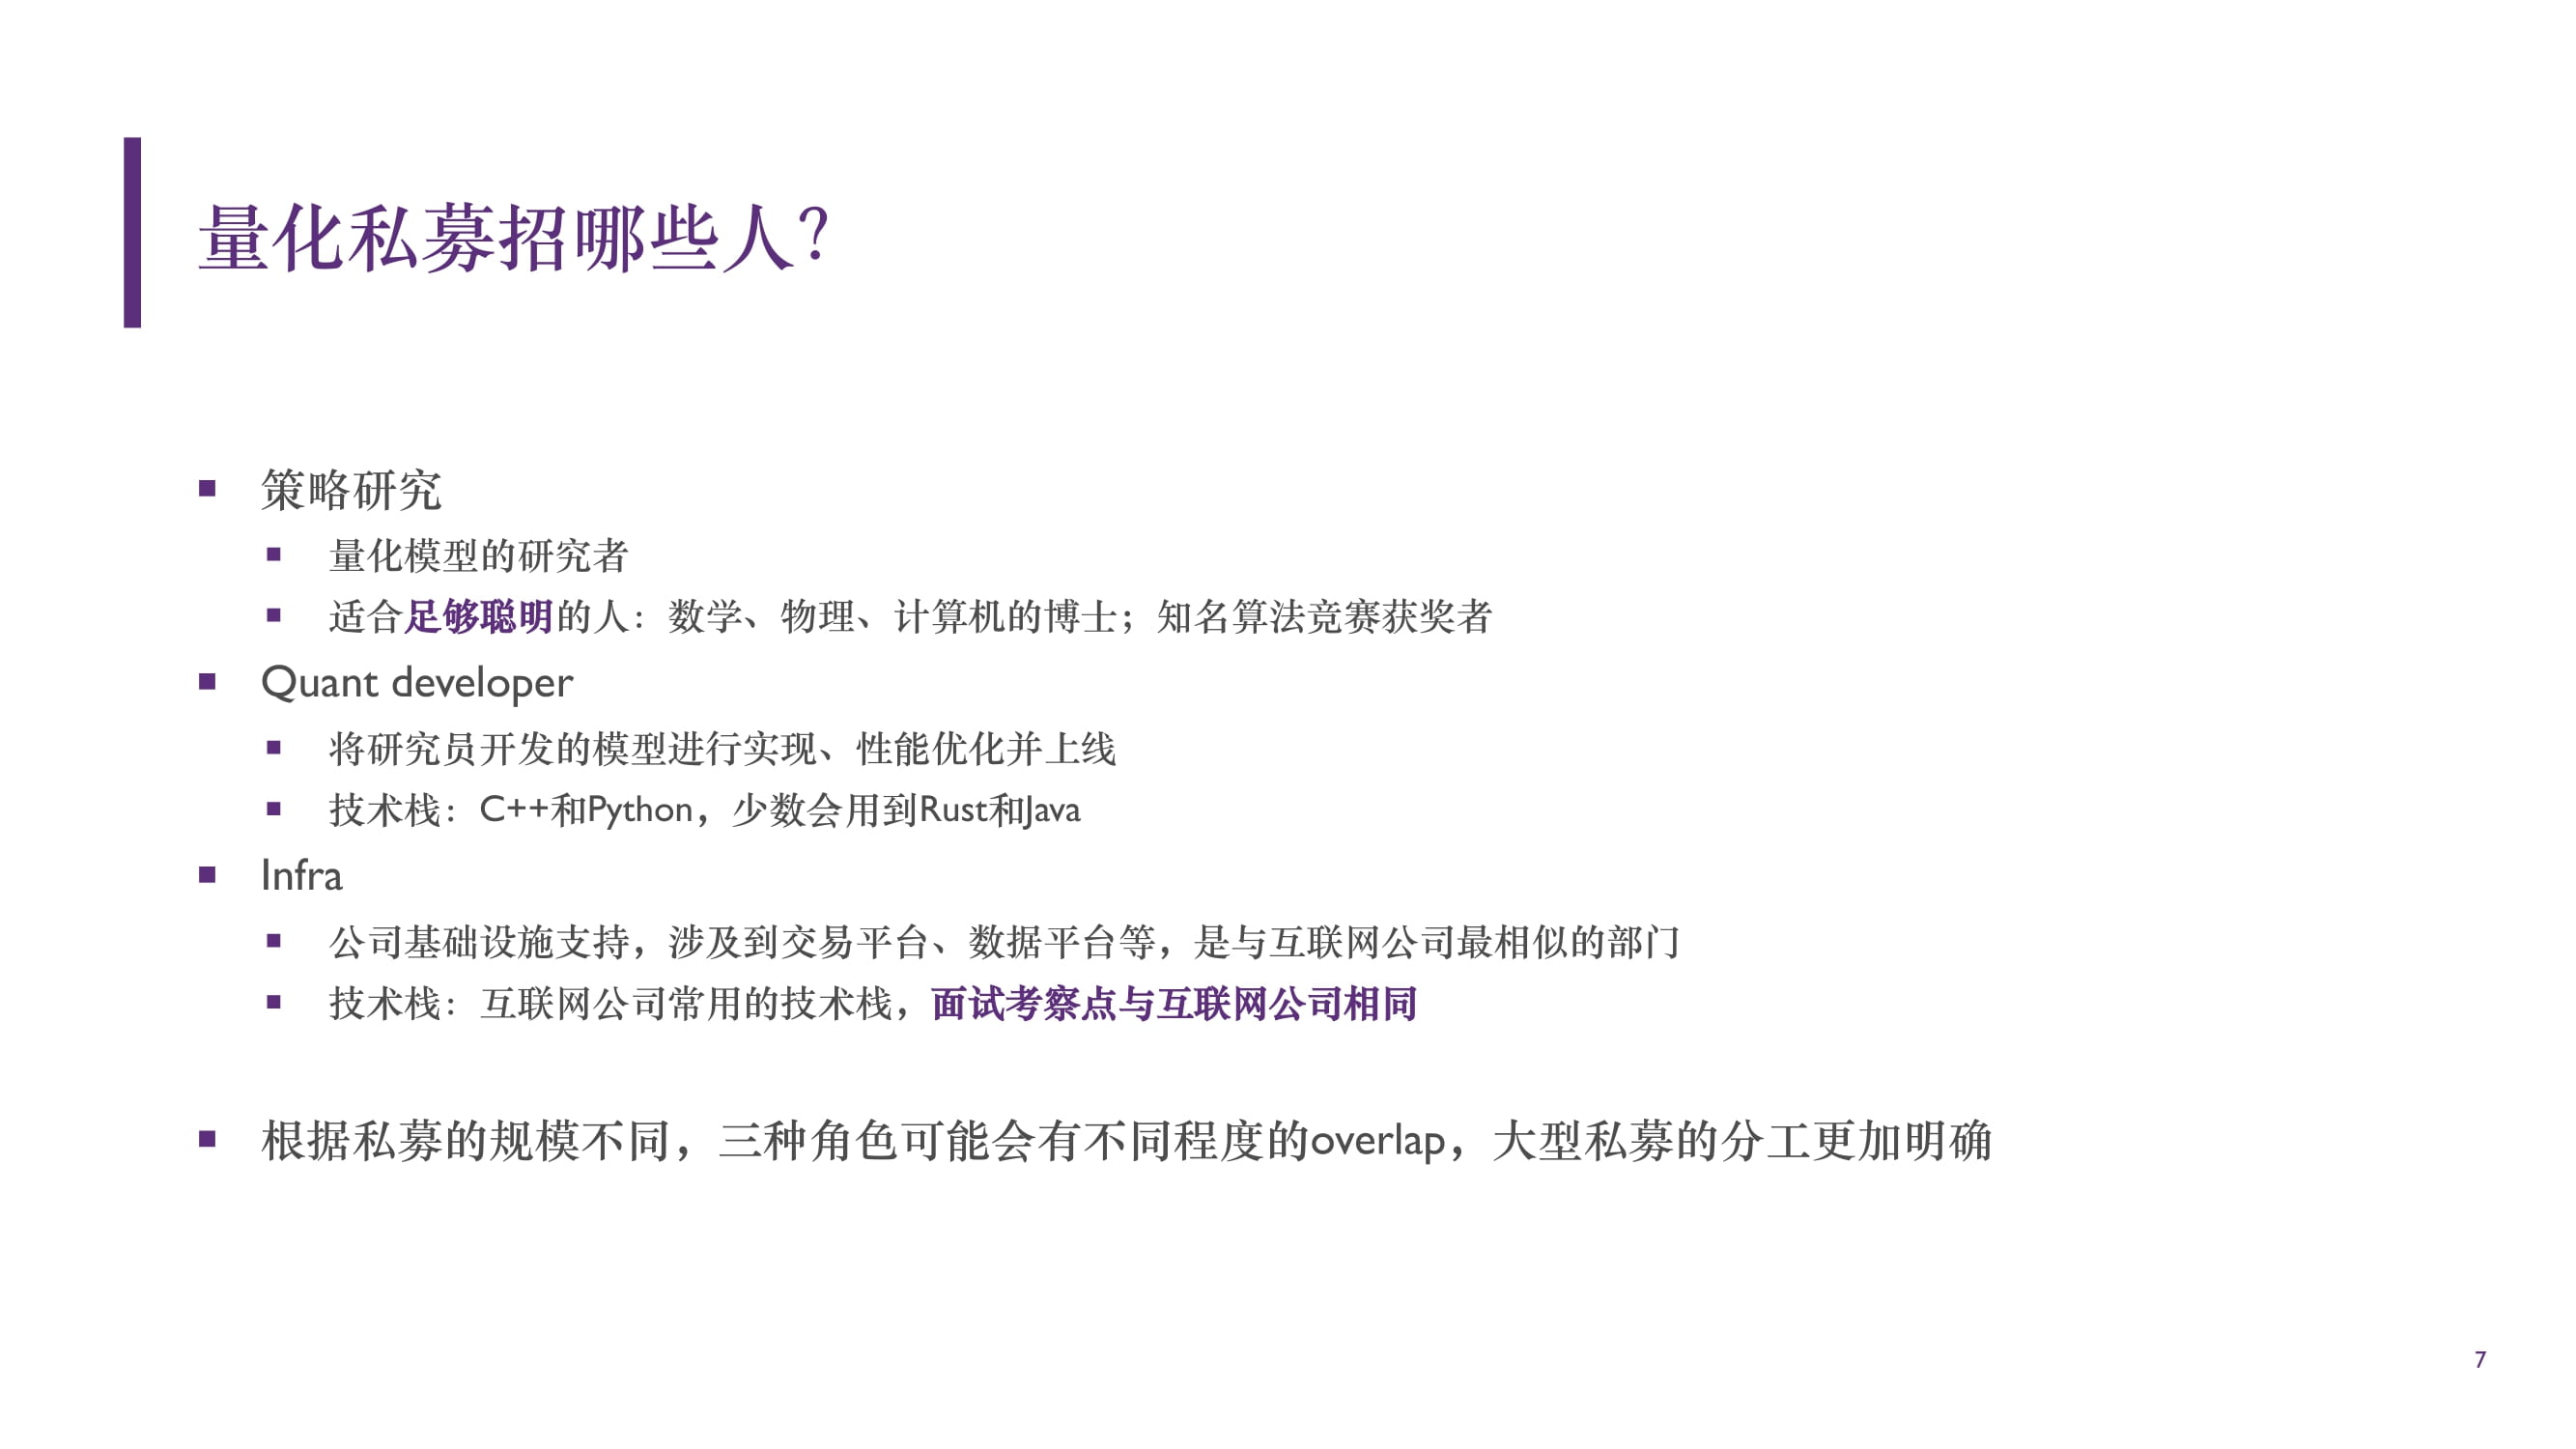 量化私募招哪些人？
▪ 策略研究
▪ 量化模型的研究者
▪ 适合足够聪明的人：数学、物理、计算机的博士；知名算法竞赛获奖者
▪ Quant developer
▪ 将研究员开发的模型进行实现、性能优化并上线
▪ 技术栈：C++和Python，少数会用到Rust和Java
▪ Infra
▪ 公司基础设施支持，涉及到交易平台、数据平台等，是与互联网公司最相似的部门
▪ 技术栈：互联网公司常用的技术栈，面试考察点与互联网公司相同
▪ 根据私募的规模不同，三种角色可能会有不同程度的overlap，大型私募的分工更加明确
7